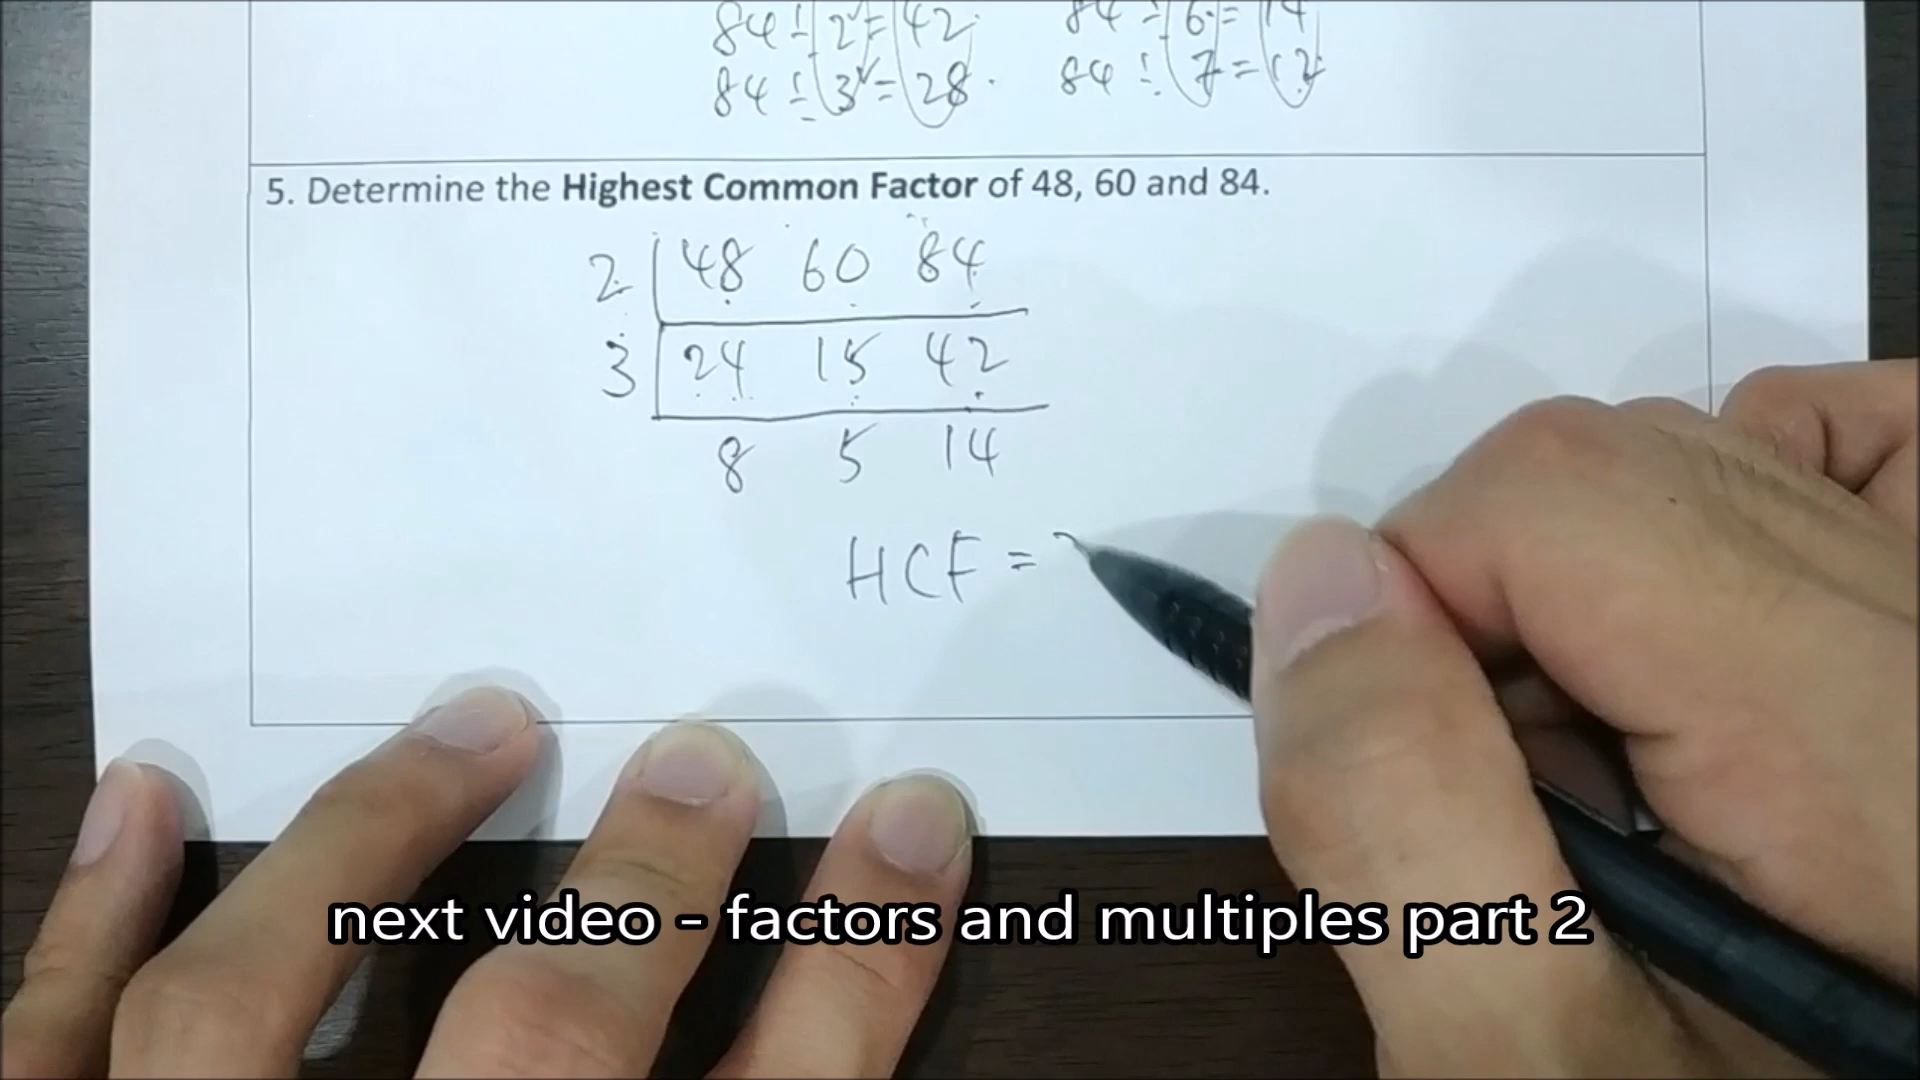 84 ÷ 2 = 42 84 ÷ 6 = 14
84 ÷ 3 = 28 84 ÷ 7 = 12
5. Determine the Highest Common Factor of 48, 60 and 84.
2 48 60 84
3 24 15 42
8 5 14
HCF =
next video - factors and multiples part 2